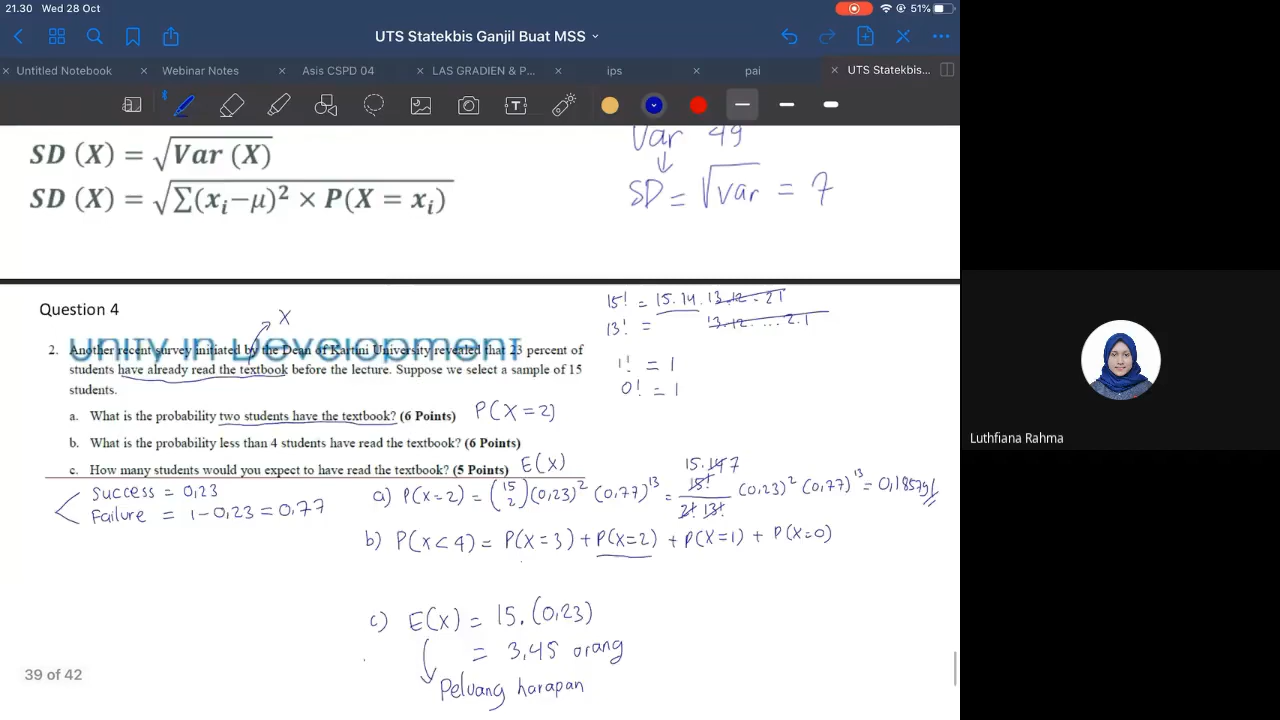 21.30 Wed 28 Oct
51%
UTS Statekbis Ganjil Buat MSS
Untitled Notebook
Webinar Notes
Asis CSPD 04
LAS GRADIEN & P...
ips
pai
UTS Statekbis...
Var 49
SD (X) = √Var (X)
SD (X) = √Σ(xᵢ−μ)² × P(X = xᵢ)
SD = √var = 7
Question 4
X
15! = 15.14.13.12...21
13! = 13.12....2.1
1! = 1
0! = 1
UNITY IN DEVELOPMENT
2. Another recent survey initiated by the Dean of Kartini University revealed that 23 percent of
students have already read the textbook before the lecture. Suppose we select a sample of 15
students.
a. What is the probability two students have the textbook? (6 Points) P(X=2)
b. What is the probability less than 4 students have read the textbook? (6 Points)
c. How many students would you expect to have read the textbook? (5 Points) E(X)
Success = 0,23
Failure = 1-0,23 = 0,77
a) P(X=2) = (15 2) (0,23)² (0,77)¹³ = 15.14 7 15! / 2! 13! (0,23)² (0,77)¹³ = 0,18579
b) P(X<4) = P(X=3) + P(X=2) + P(X=1) + P(X=0)
c) E(X) = 15.(0,23)
= 3,45 orang
Peluang harapan
39 of 42
Luthfiana Rahma